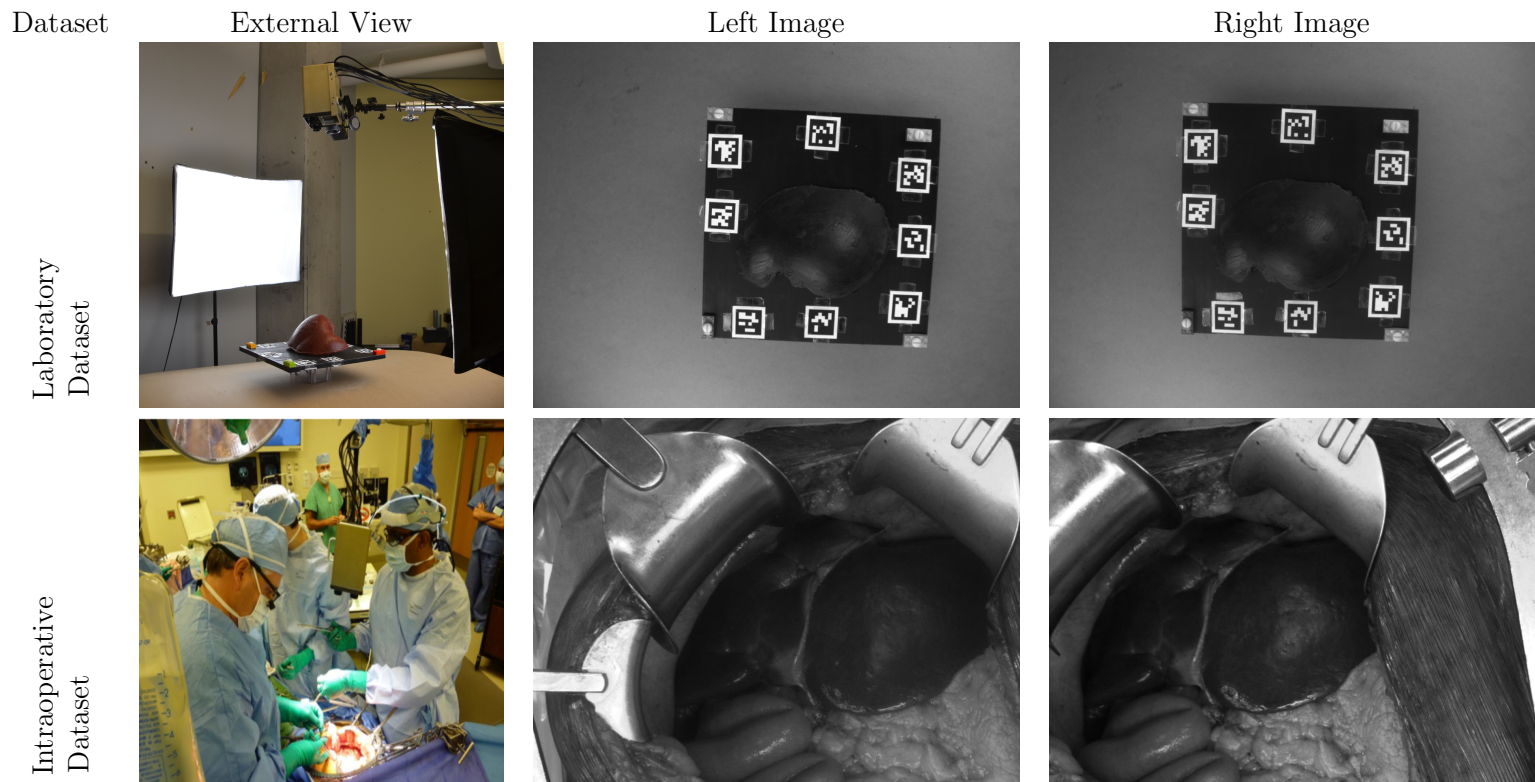 Dataset
External View
Left Image
Right Image
Laboratory
Dataset
Intraoperative
Dataset